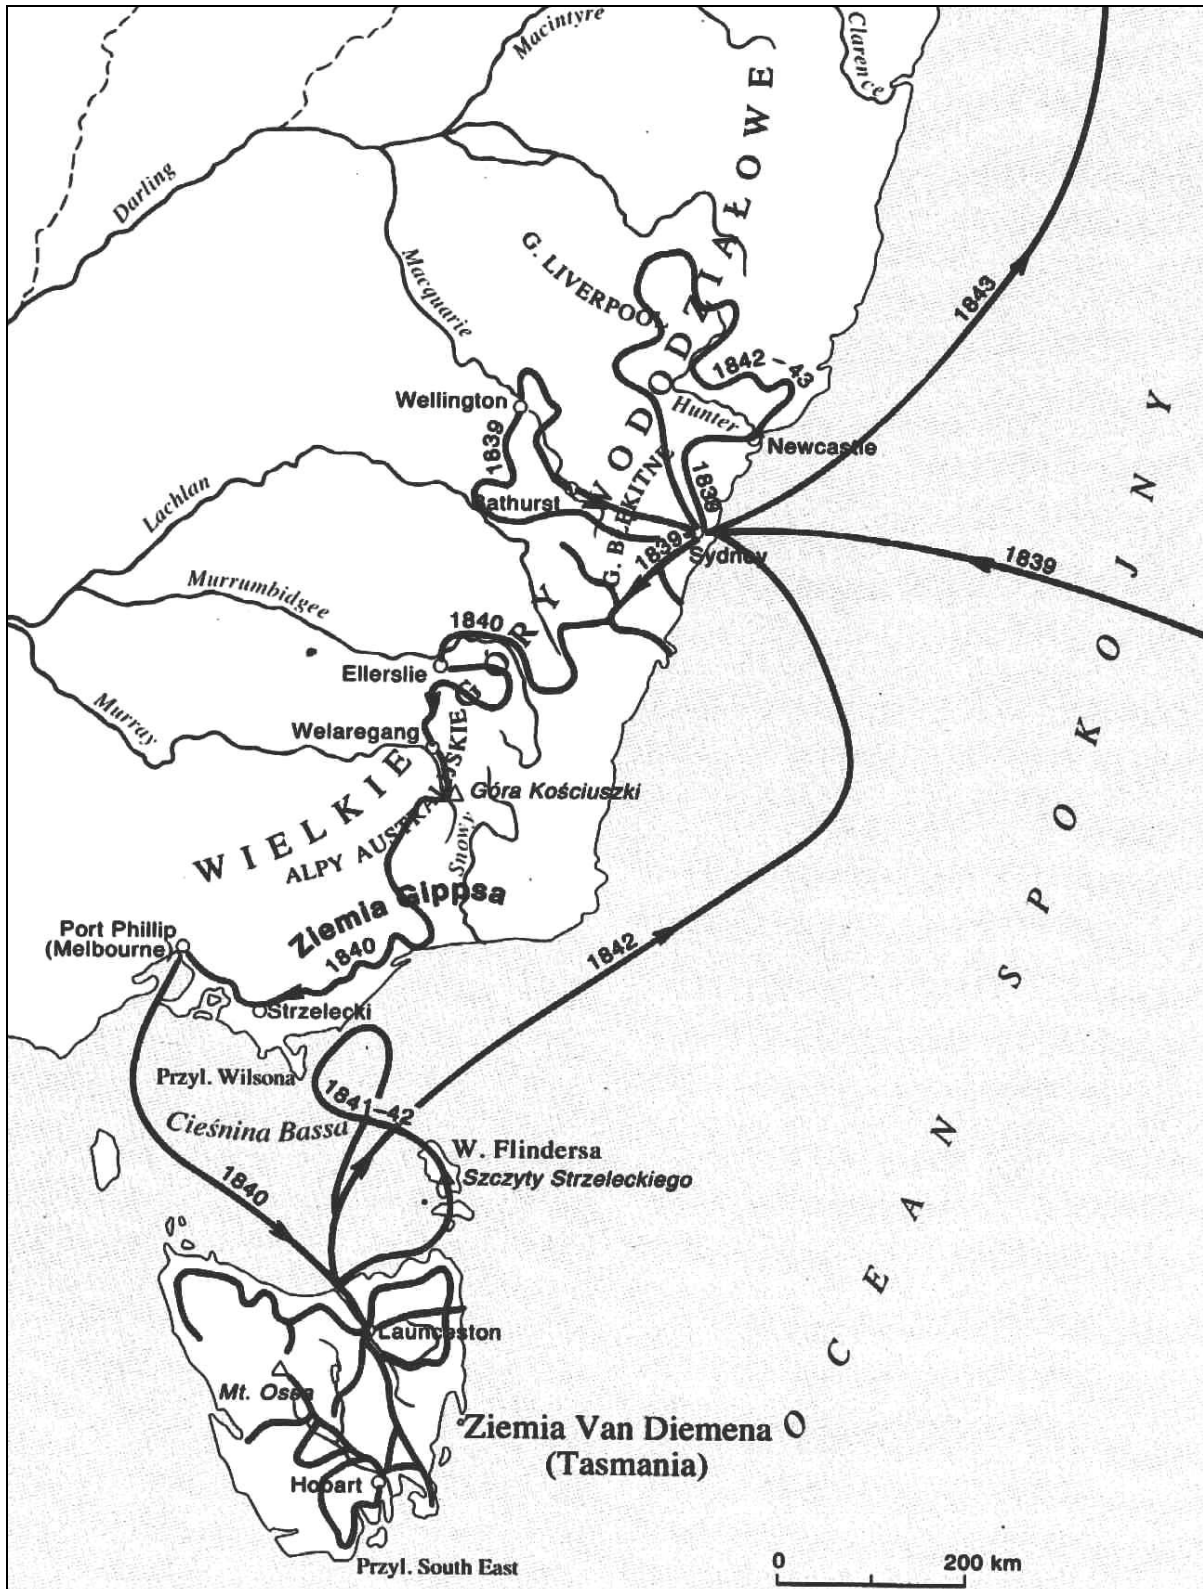 Macintyre
Clarence
Darling
Macquarie
G. LIVERPOOL
WIELKIE GÓRY WODODZIAŁOWE
1843
1842-43
Wellington
Hunter
Newcastle
1839
1839
Bathurst
G. BŁĘKITNE
1839
Sydney
1839
Lachlan
Murrumbidgee
1840
Ellerslie
Murray
Welaregang
Góra Kościuszki
ALPY AUSTRALIJSKIE
Snowy
Ziemia Gippsa
Port Phillip
(Melbourne)
1840
1842
Strzelecki
Przyl. Wilsona
1841-42
Cieśnina Bassa
W. Flindersa
Szczyty Strzeleckiego
1840
OCEAN SPOKOJNY
Launceston
Mt. Ossa
Ziemia Van Diemena
(Tasmania)
Hobart
Przyl. South East
0 200 km